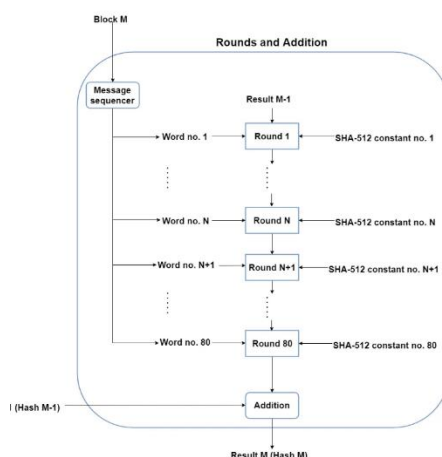 Block M
Rounds and Addition
Message
sequencer
Result M-1
Word no. 1
Round 1
SHA-512 constant no. 1
Word no. N
Round N
SHA-512 constant no. N
Word no. N+1
Round N+1
SHA-512 constant no. N+1
Word no. 80
Round 80
SHA-512 constant no. 80
l (Hash M-1)
Addition
Result M (Hash M)